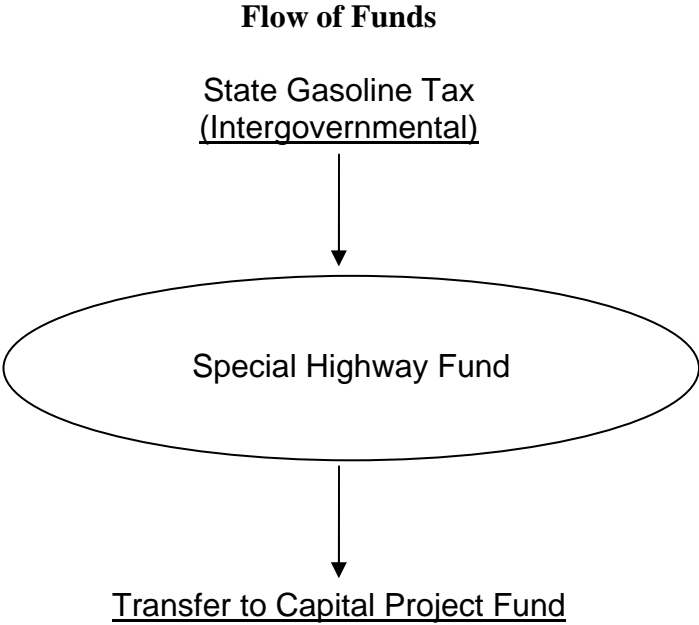 Flow of Funds
State Gasoline Tax
(Intergovernmental)
Special Highway Fund
Transfer to Capital Project Fund